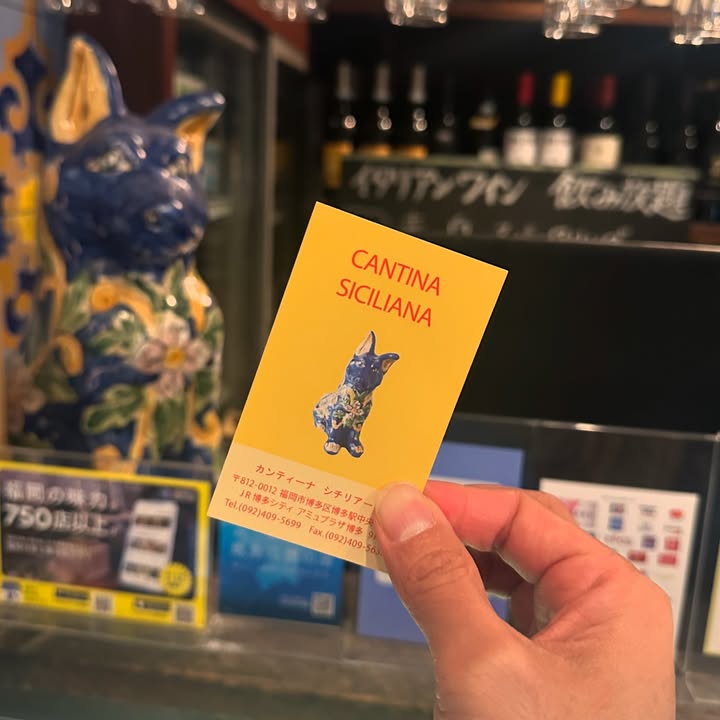 イタリアンワイン 飲み放題
CANTINA
SICILIANA
カンティーナ シチリアー
〒812-0012 福岡市博多区博多駅中央
JR博多シティ アミュプラザ博多 9
Tel.(092)409-5699 Fax.(092)409-56
福岡の味力
750店以上